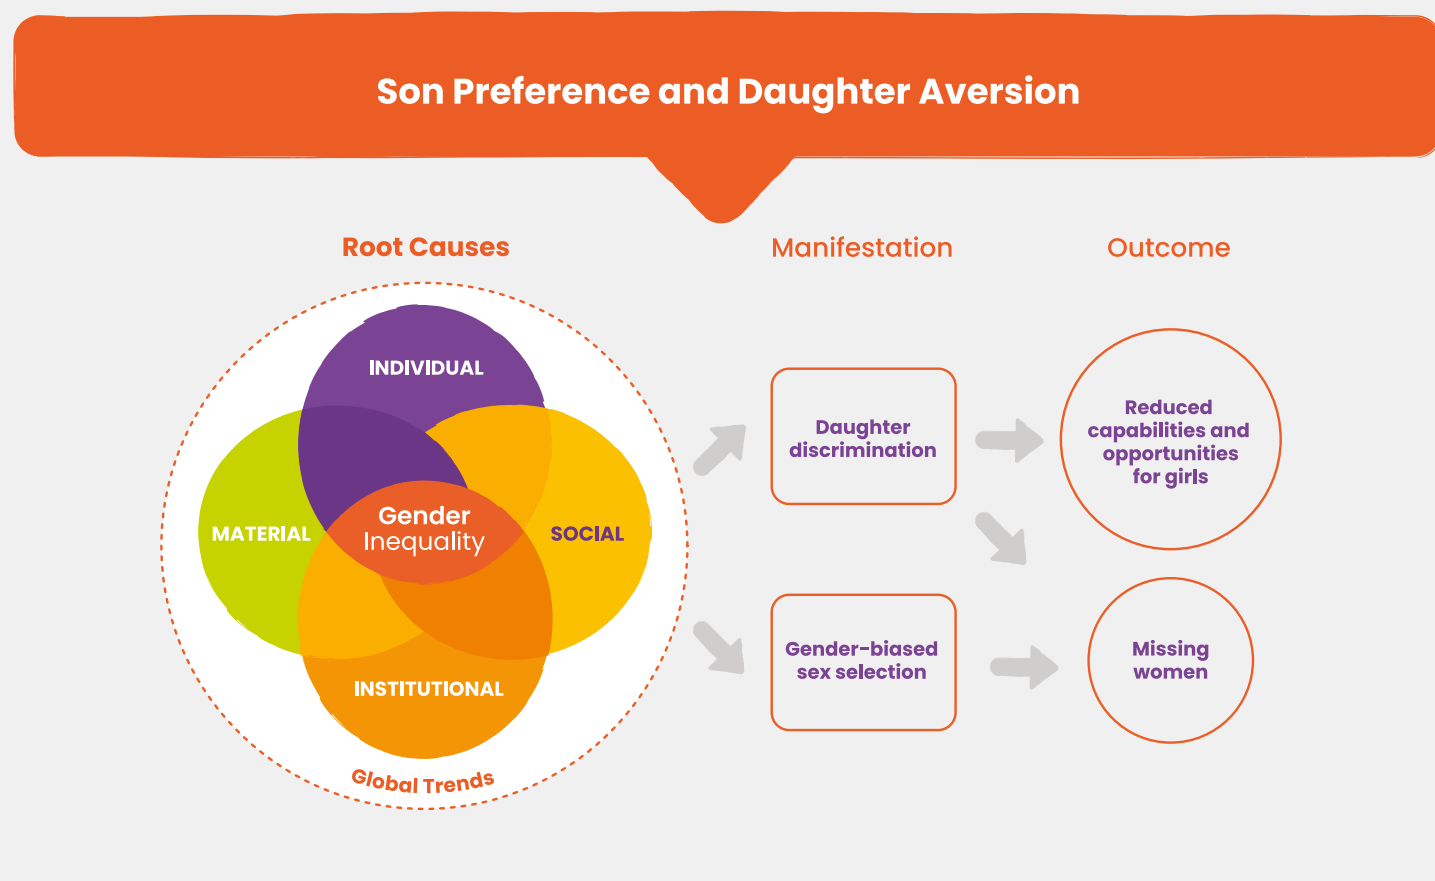 Son Preference and Daughter Aversion
Root Causes
Manifestation
Outcome
INDIVIDUAL
MATERIAL
Gender
Inequality
SOCIAL
INSTITUTIONAL
Global Trends
Daughter
discrimination
Gender-biased
sex selection
Reduced
capabilities and
opportunities
for girls
Missing
women